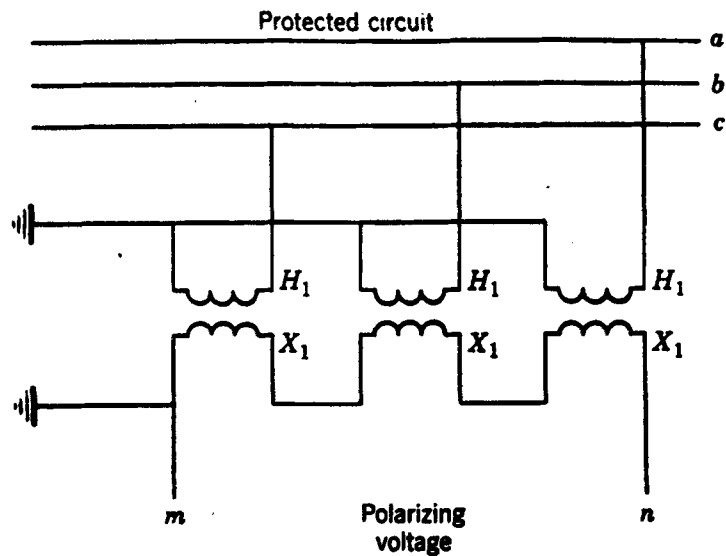 Protected circuit
a
b
c
H1 H1 H1
X1 X1 X1
m Polarizing n
voltage